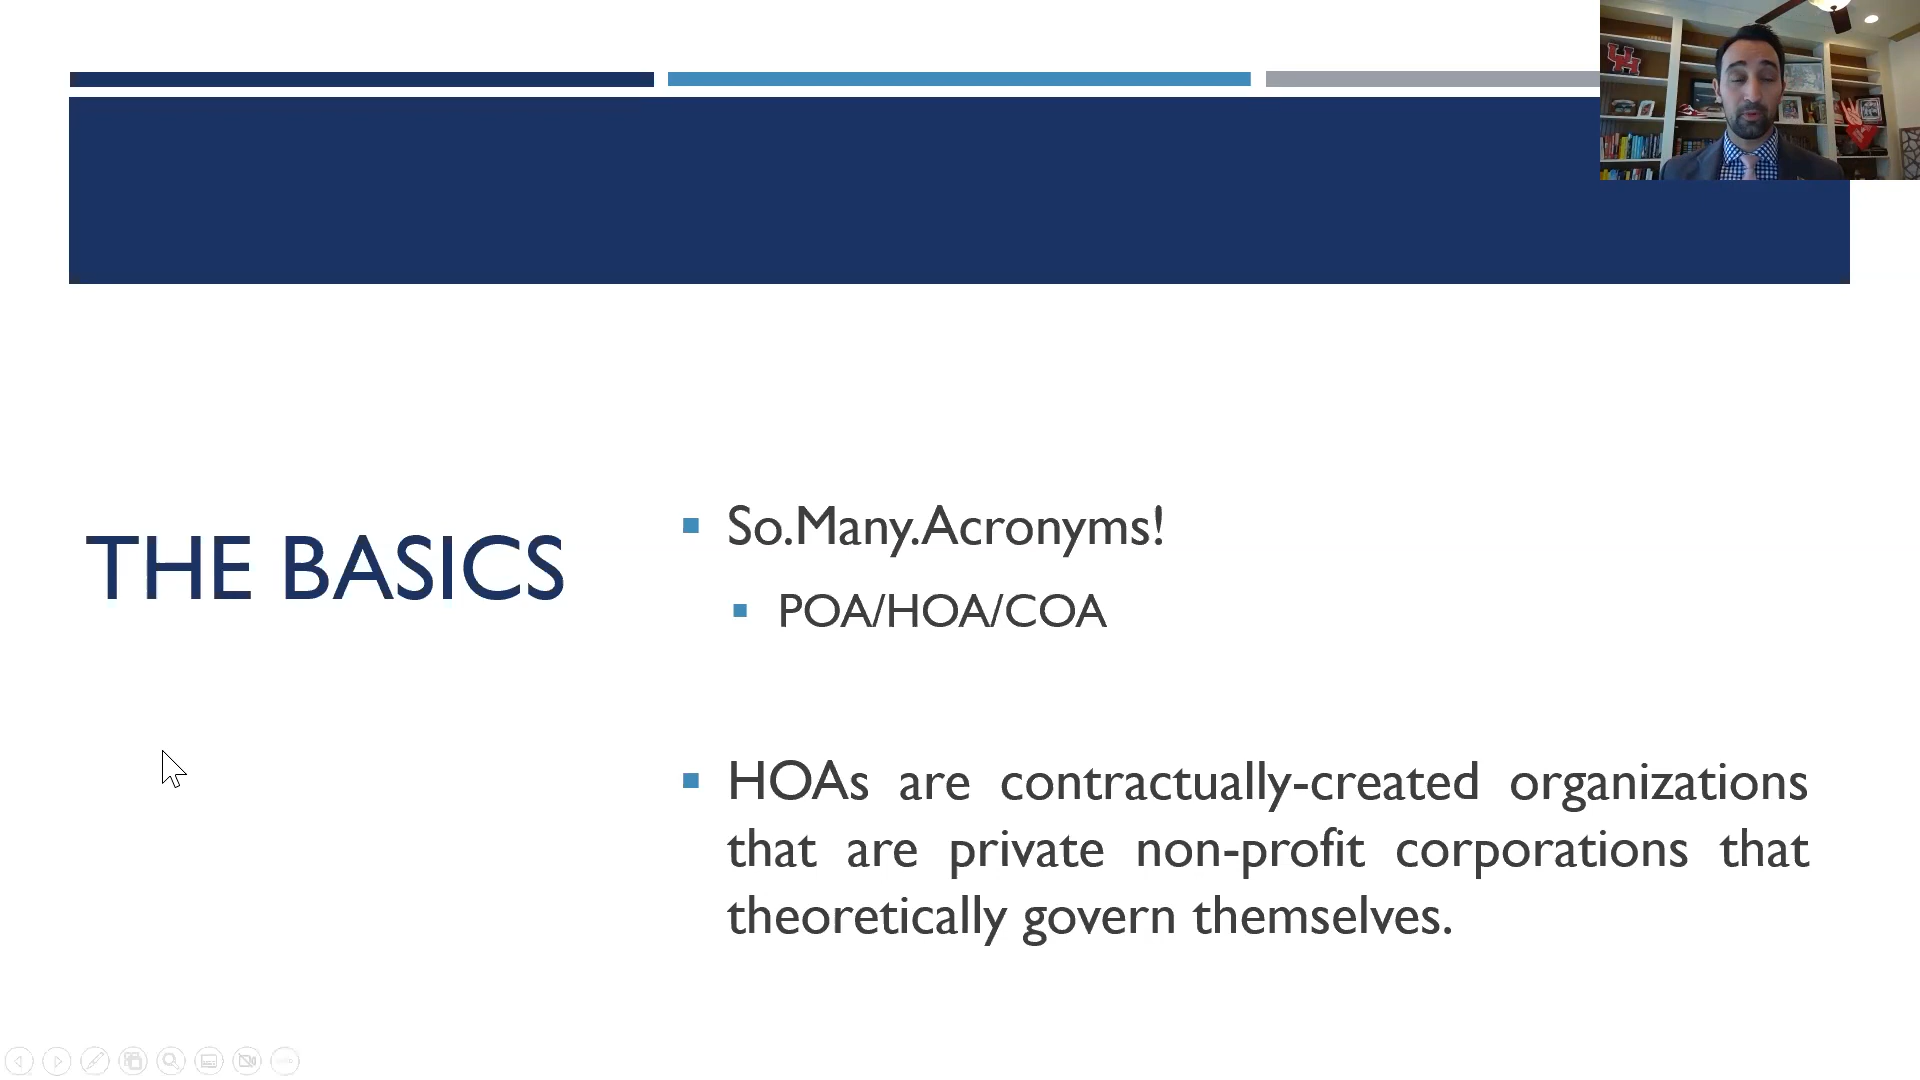 THE BASICS
So.Many.Acronyms!
POA/HOA/COA
HOAs are contractually-created organizations
that are private non-profit corporations that
theoretically govern themselves.